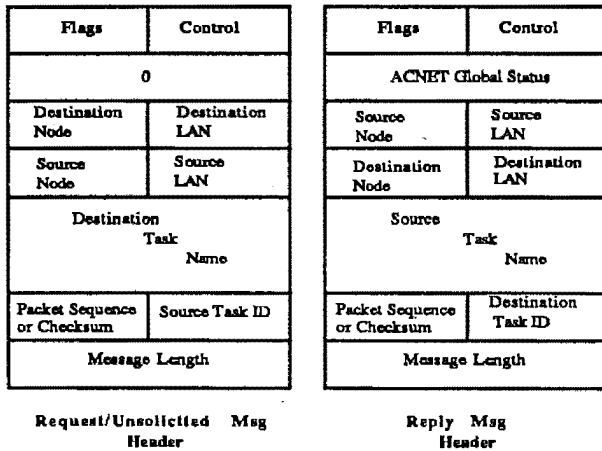 Flags Control
0
Destination Node Destination LAN
Source Node Source LAN
Destination
Task
Name
Packet Sequence or Checksum Source Task ID
Message Length
Request/Unsolicited Msg
Header
Flags Control
ACNET Global Status
Source Node Source LAN
Destination Node Destination LAN
Source
Task
Name
Packet Sequence or Checksum Destination Task ID
Message Length
Reply Msg
Header